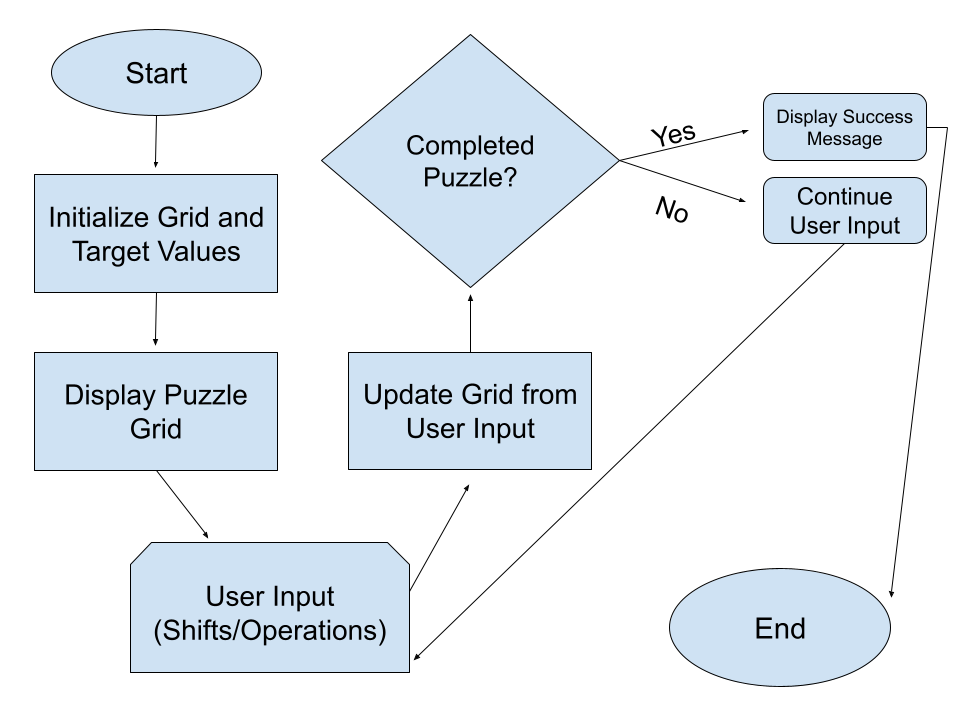 Start
Initialize Grid and
Target Values
Display Puzzle
Grid
User Input
(Shifts/Operations)
Update Grid from
User Input
Completed
Puzzle?
Yes
No
Display Success
Message
Continue
User Input
End